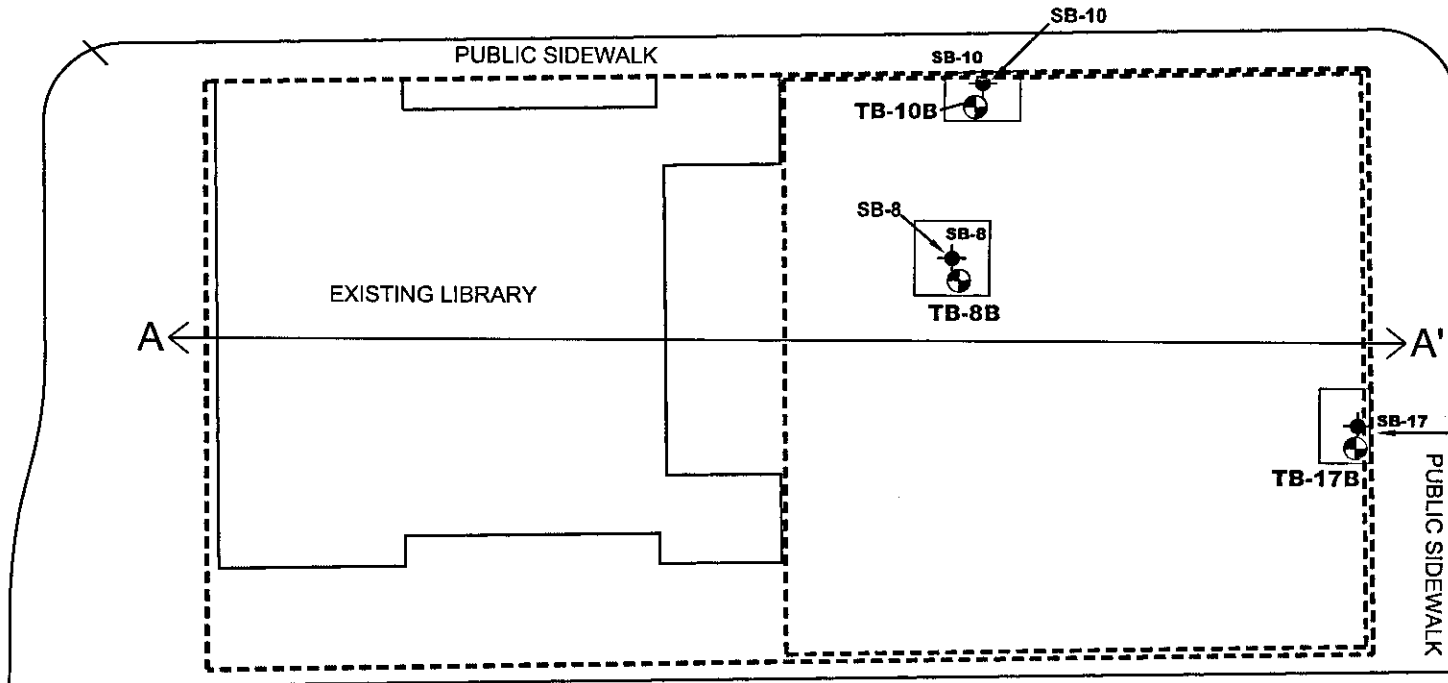 SB-10
PUBLIC SIDEWALK
SB-10
TB-10B
SB-8
SB-8
TB-8B
EXISTING LIBRARY
A
A'
SB-17
TB-17B
PUBLIC SIDEWALK